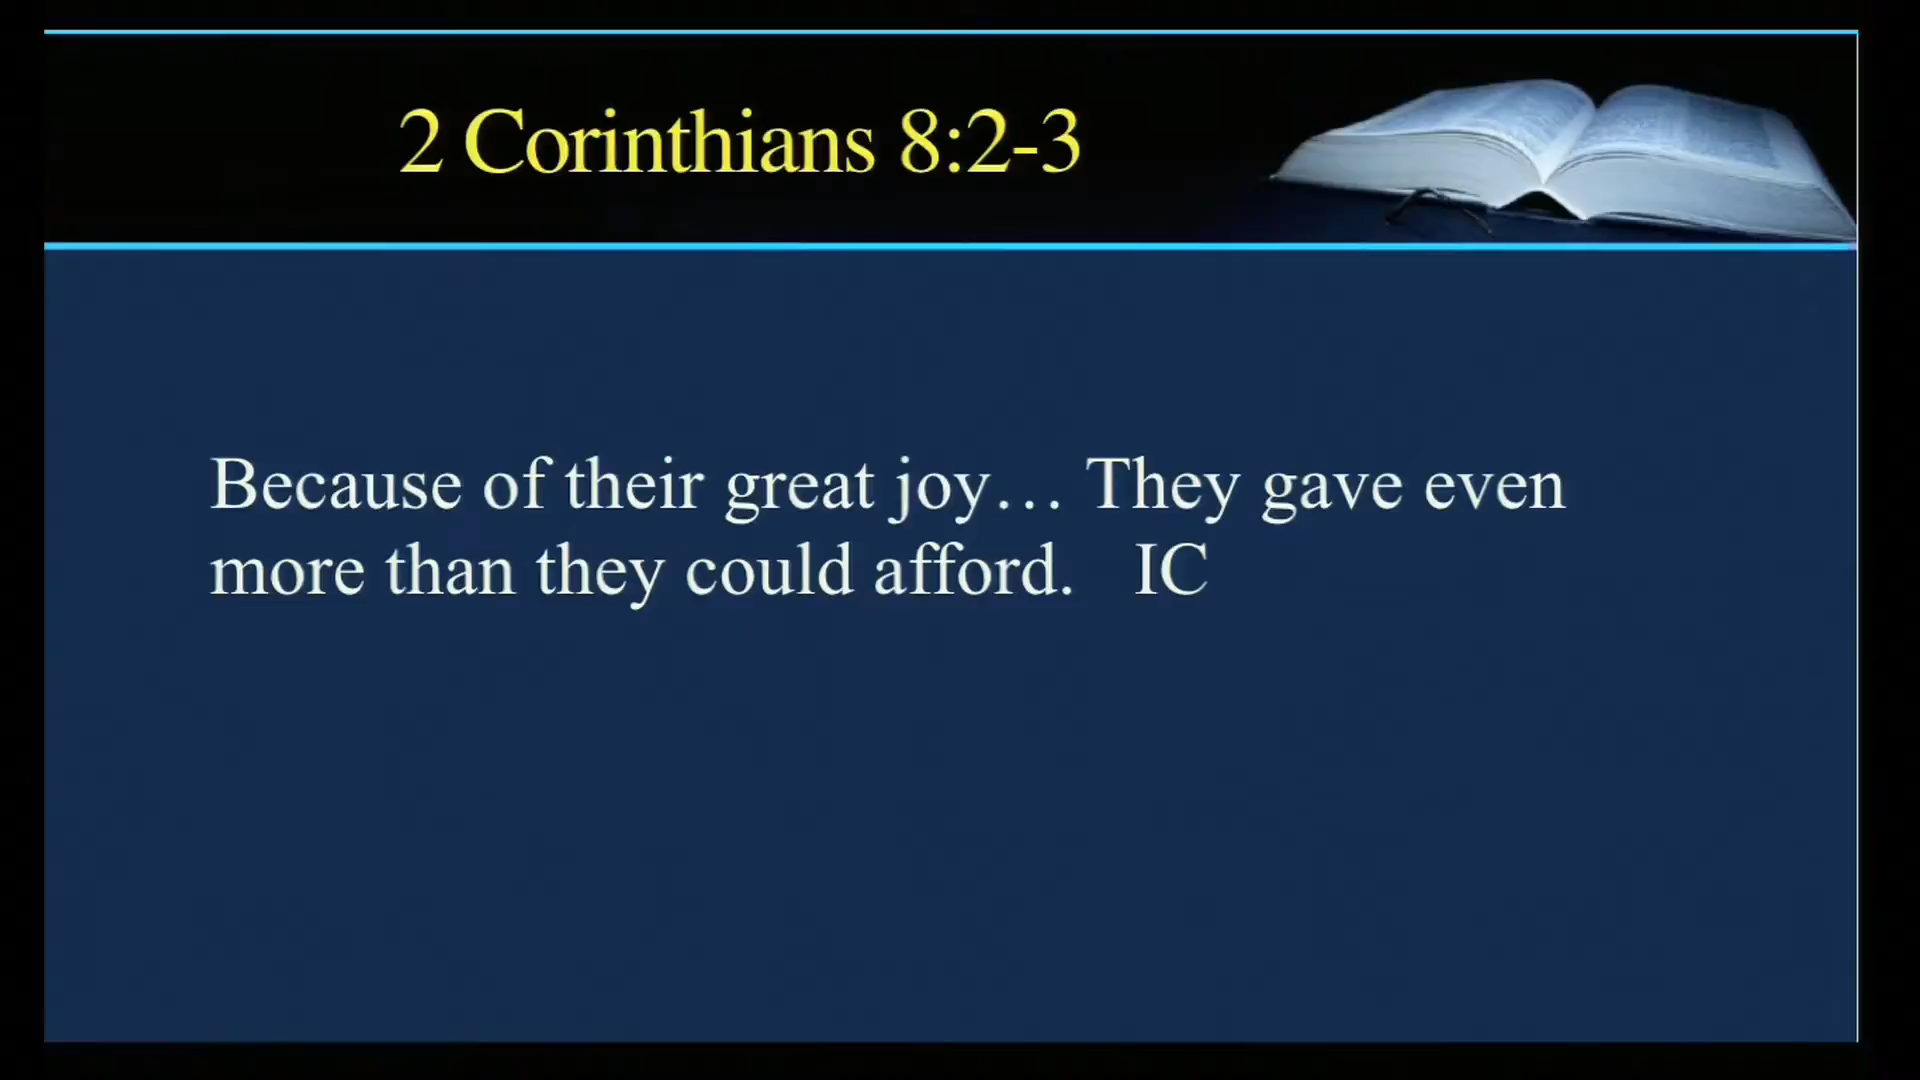 2 Corinthians 8:2-3
Because of their great joy… They gave even
more than they could afford. IC